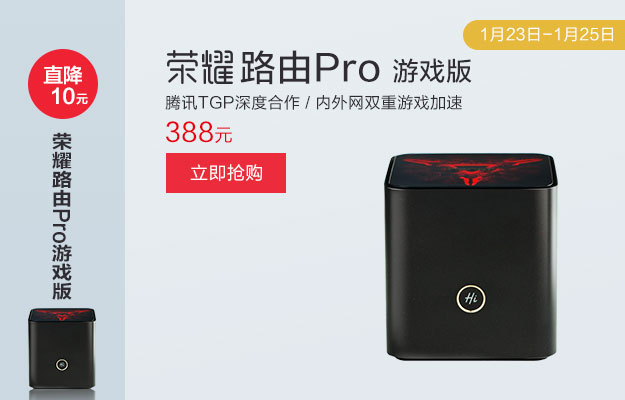 直降
10元
荣耀路由Pro游戏版
Hi
1月23日-1月25日
荣耀路由Pro 游戏版
腾讯TGP深度合作 / 内外网双重游戏加速
388元
立即抢购
Hi